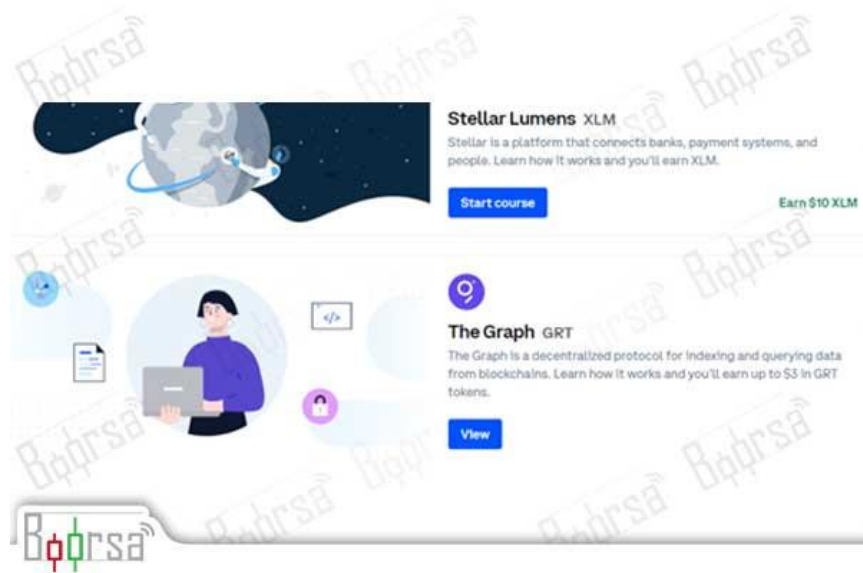 Stellar Lumens XLM
Stellar is a platform that connects banks, payment systems, and
people. Learn how it works and you'll earn XLM.
Start course
Earn $10 XLM
</>
The Graph GRT
The Graph is a decentralized protocol for indexing and querying data
from blockchains. Learn how it works and you'll earn up to $3 in GRT
tokens.
View
Boorsa